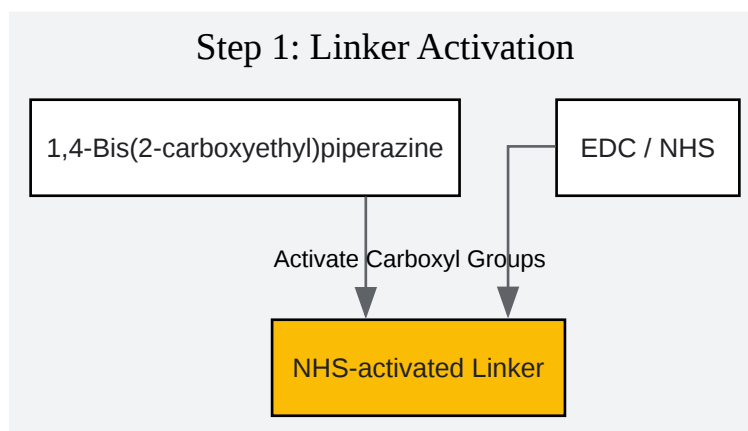 Step 1: Linker Activation
1,4-Bis(2-carboxyethyl)piperazine
EDC / NHS
Activate Carboxyl Groups
NHS-activated Linker